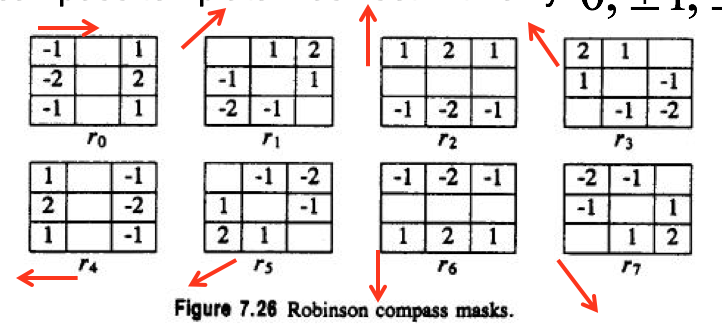 0, ±1, ±
-1 1 1 2 1 2 1 2 1
-2 2 -1 1 1 -1
-1 1 -2 -1 -1 -2 -1 -1 -2
r0 r1 r2 r3
1 -1 -1 -2 -1 -2 -1 -2 -1
2 -2 1 -1 -1 1
1 -1 2 1 1 2 1 1 2
r4 r5 r6 r7
Figure 7.26 Robinson compass masks.